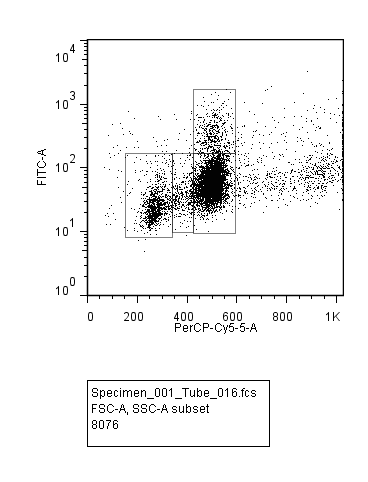 10^4
10^3
10^2
10^1
10^0
FITC-A
0 200 400 600 800 1K
PerCP-Cy5-5-A
Specimen_001_Tube_016.fcs
FSC-A, SSC-A subset
8076